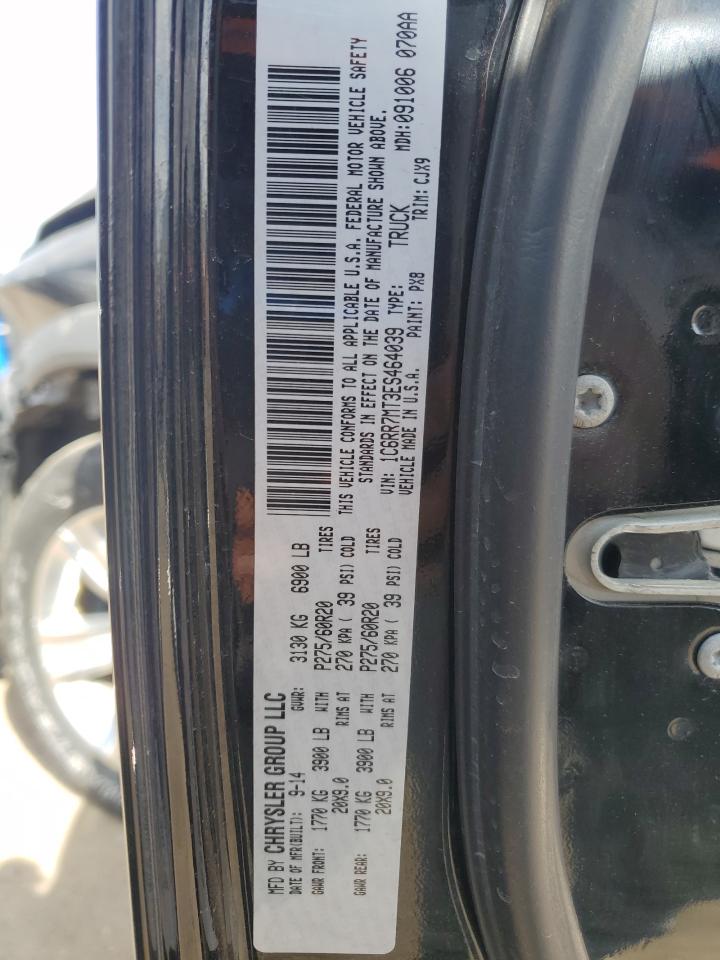 MFD BY CHRYSLER GROUP LLC
DATE OF MFR(BUILT): 9-14 GVWR: 3130 KG 6900 LB
GAWR FRONT: 1770 KG 3900 LB WITH P275/60R20 TIRES
20X9.0 RIMS AT 270 KPA ( 39 PSI) COLD
GAWR REAR: 1770 KG 3900 LB WITH P275/60R20 TIRES
20X9.0 RIMS AT 270 KPA ( 39 PSI) COLD
THIS VEHICLE CONFORMS TO ALL APPLICABLE U.S.A. FEDERAL MOTOR VEHICLE SAFETY
STANDARDS IN EFFECT ON THE DATE OF MANUFACTURE SHOWN ABOVE.
VIN: 1C6RR7MT3ES464039 TYPE: TRUCK MDH:091006 070AA
VEHICLE MADE IN U.S.A. PAINT: PX8 TRIM: CJX9